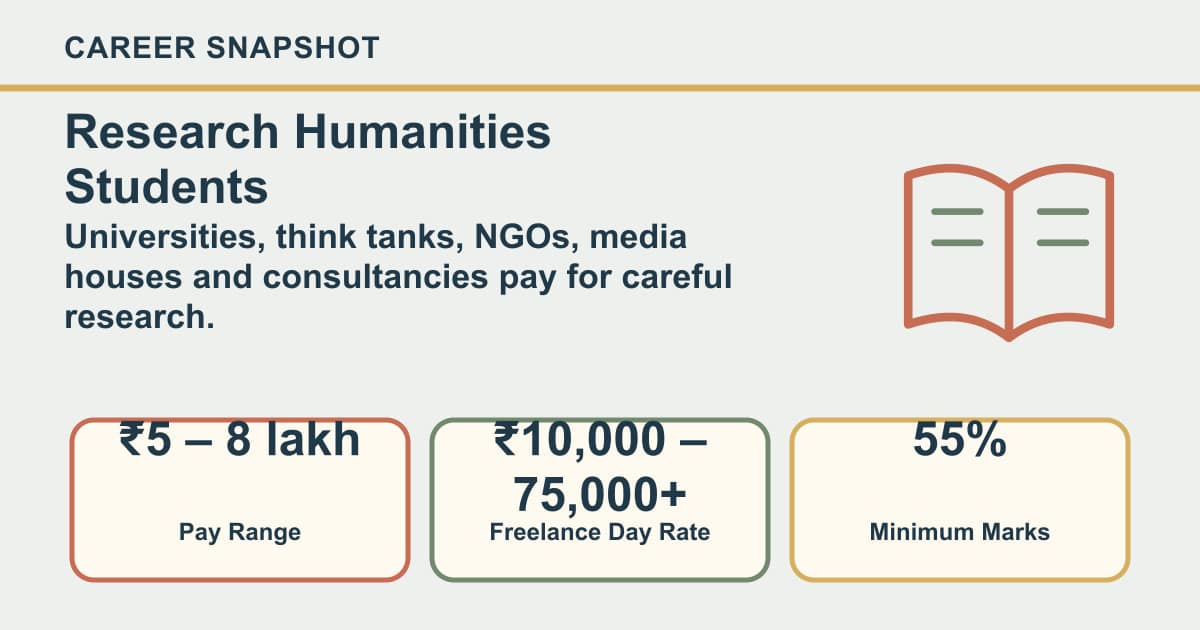 CAREER SNAPSHOT
Research Humanities
Students
Universities, think tanks, NGOs, media
houses and consultancies pay for careful
research.
₹5 – 8 lakh
Pay Range
₹10,000 –
75,000+
Freelance Day Rate
55%
Minimum Marks